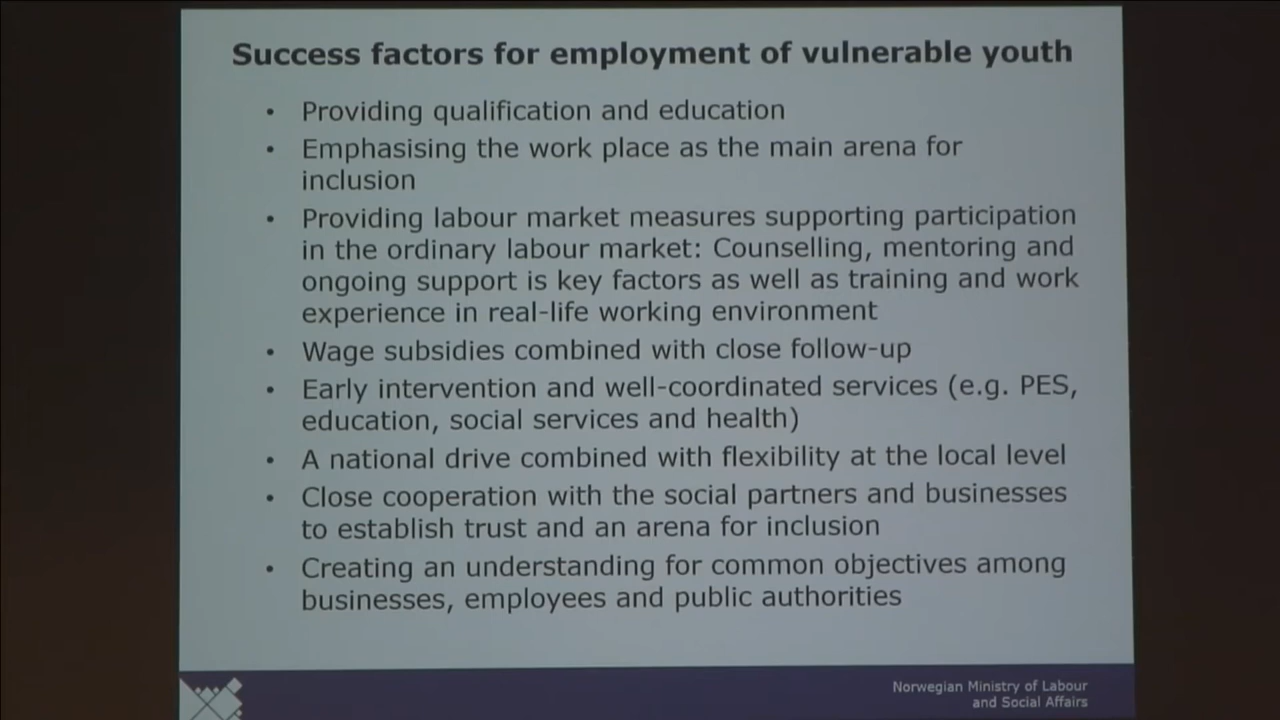 Success factors for employment of vulnerable youth
• Providing qualification and education
• Emphasising the work place as the main arena for
inclusion
• Providing labour market measures supporting participation
in the ordinary labour market: Counselling, mentoring and
ongoing support is key factors as well as training and work
experience in real-life working environment
• Wage subsidies combined with close follow-up
• Early intervention and well-coordinated services (e.g. PES,
education, social services and health)
• A national drive combined with flexibility at the local level
• Close cooperation with the social partners and businesses
to establish trust and an arena for inclusion
• Creating an understanding for common objectives among
businesses, employees and public authorities
Norwegian Ministry of Labour
and Social Affairs